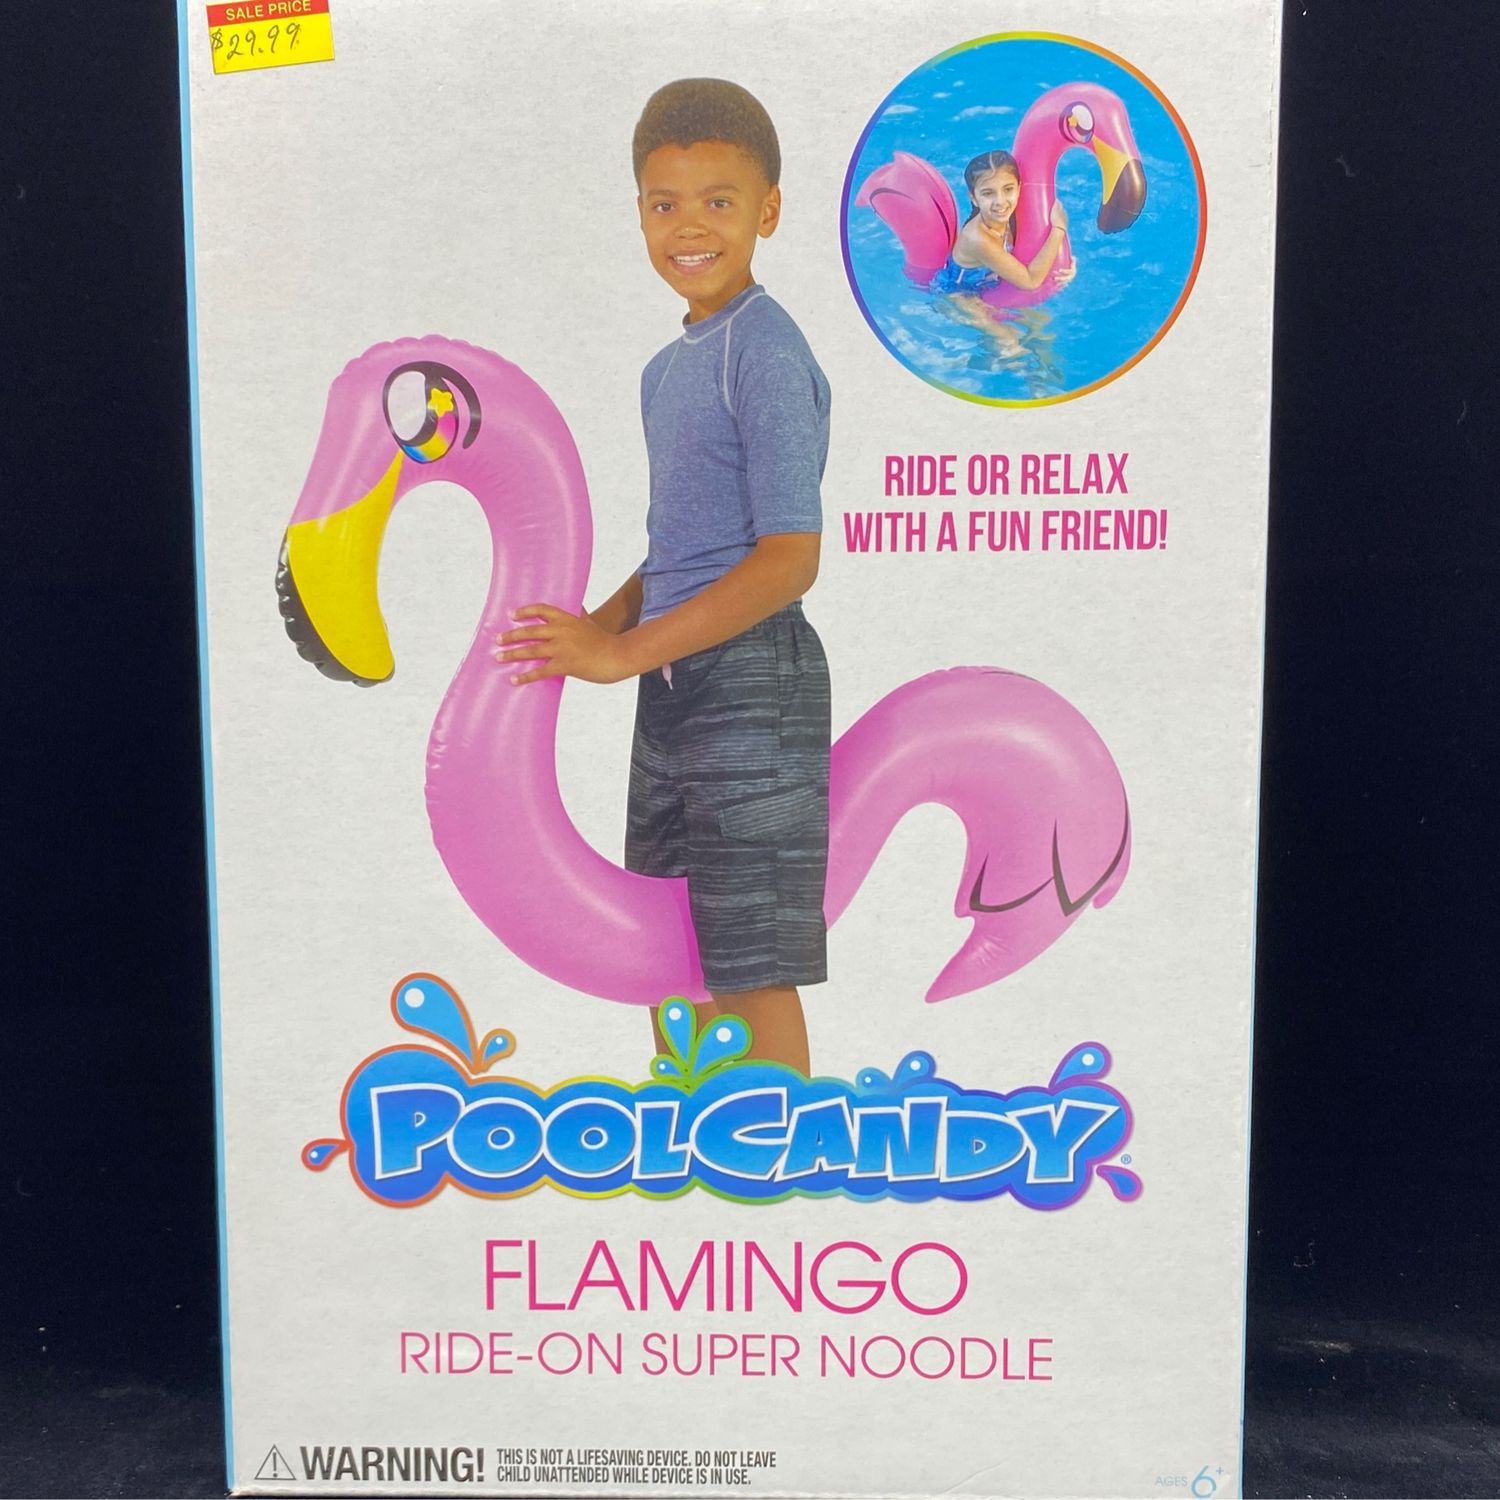 SALE PRICE
$29.99
RIDE OR RELAX
WITH A FUN FRIEND!
POOLCANDY®
FLAMINGO
RIDE-ON SUPER NOODLE
WARNING! THIS IS NOT A LIFESAVING DEVICE. DO NOT LEAVE
CHILD UNATTENDED WHILE DEVICE IS IN USE.
AGES 6+